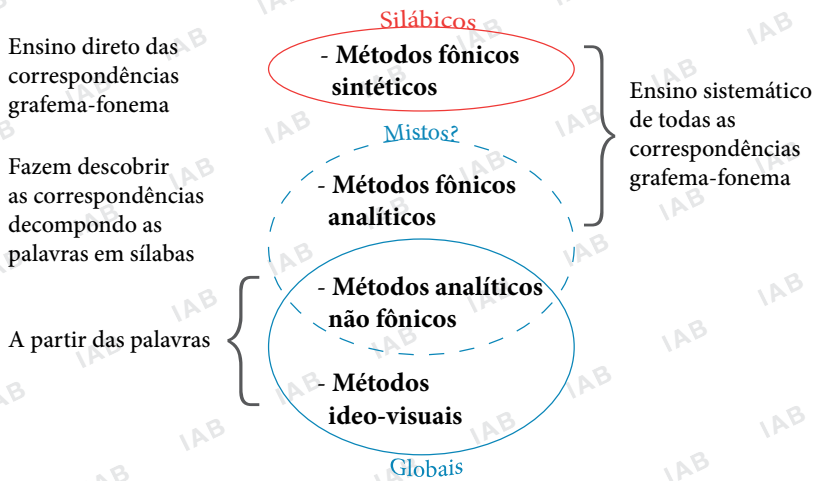 Silábicos
Ensino direto das
correspondências
grafema-fonema
- Métodos fônicos
sintéticos
Ensino sistemático
de todas as
correspondências
grafema-fonema
Mistos?
Fazem descobrir
as correspondências
decompondo as
palavras em sílabas
- Métodos fônicos
analíticos
A partir das palavras
- Métodos analíticos
não fônicos
- Métodos
ideo-visuais
Globais
IAB